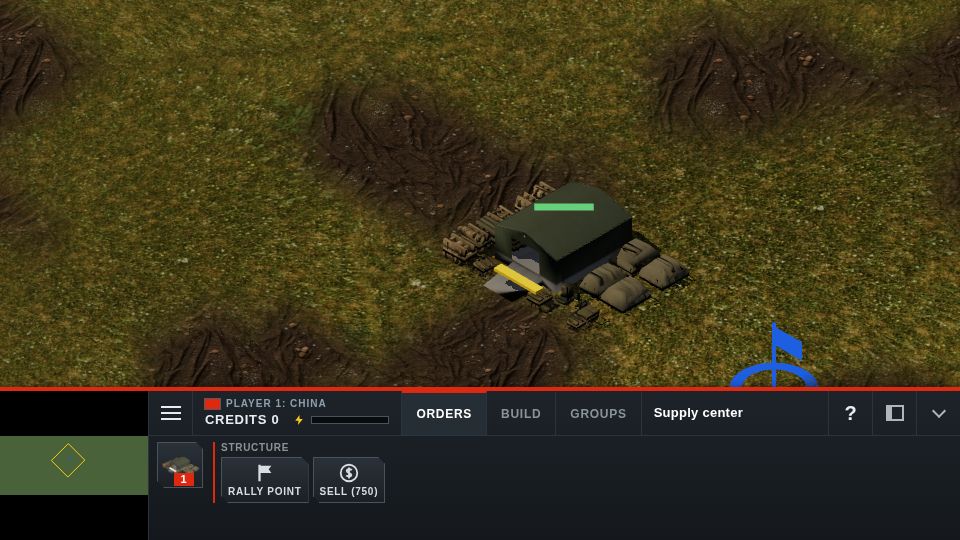 PLAYER 1: CHINA
CREDITS 0
ORDERS
BUILD
GROUPS
Supply center
?
STRUCTURE
1
RALLY POINT
SELL (750)